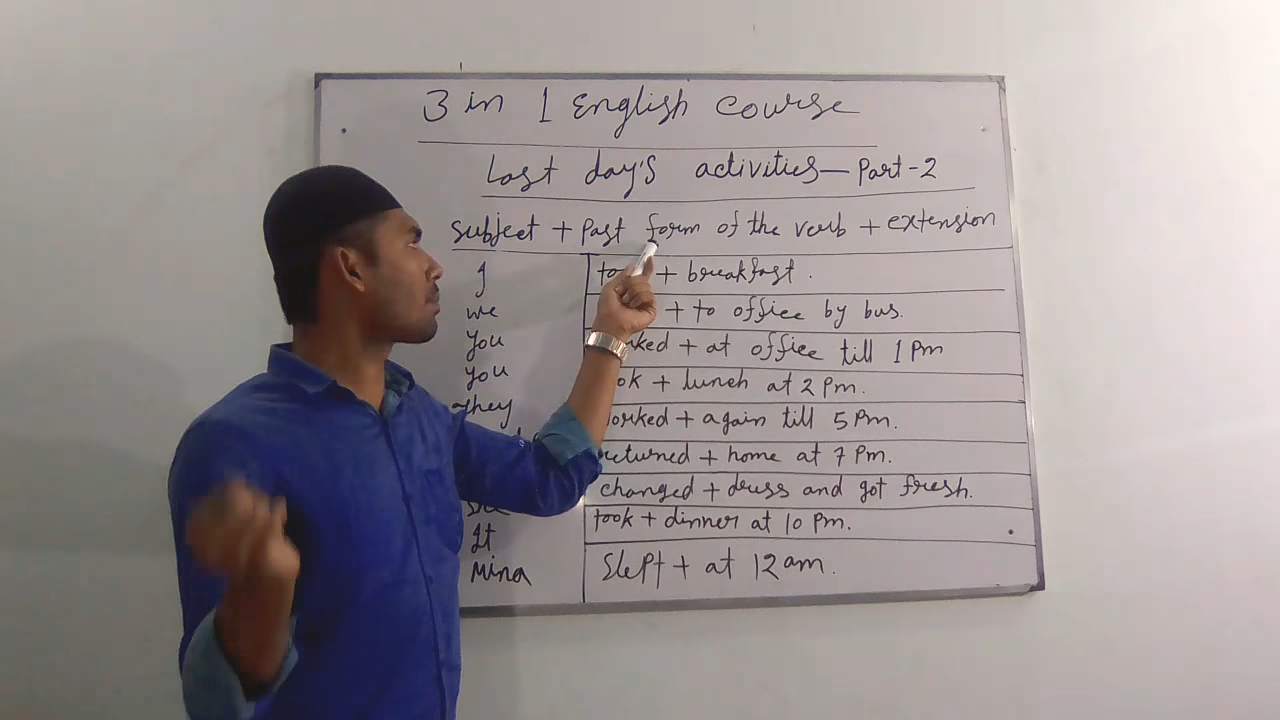 3 in 1 English course
Last day's activities— Part-2
subject + past form of the verb + extension
I to + breakfast.
we + to office by bus.
you ked + at office till 1 Pm
you ok + lunch at 2 Pm.
They orked + again till 5 Pm.
returned + home at 7 Pm.
changed + dress and got fresh.
It took + dinner at 10 Pm.
Mina slept + at 12 am.